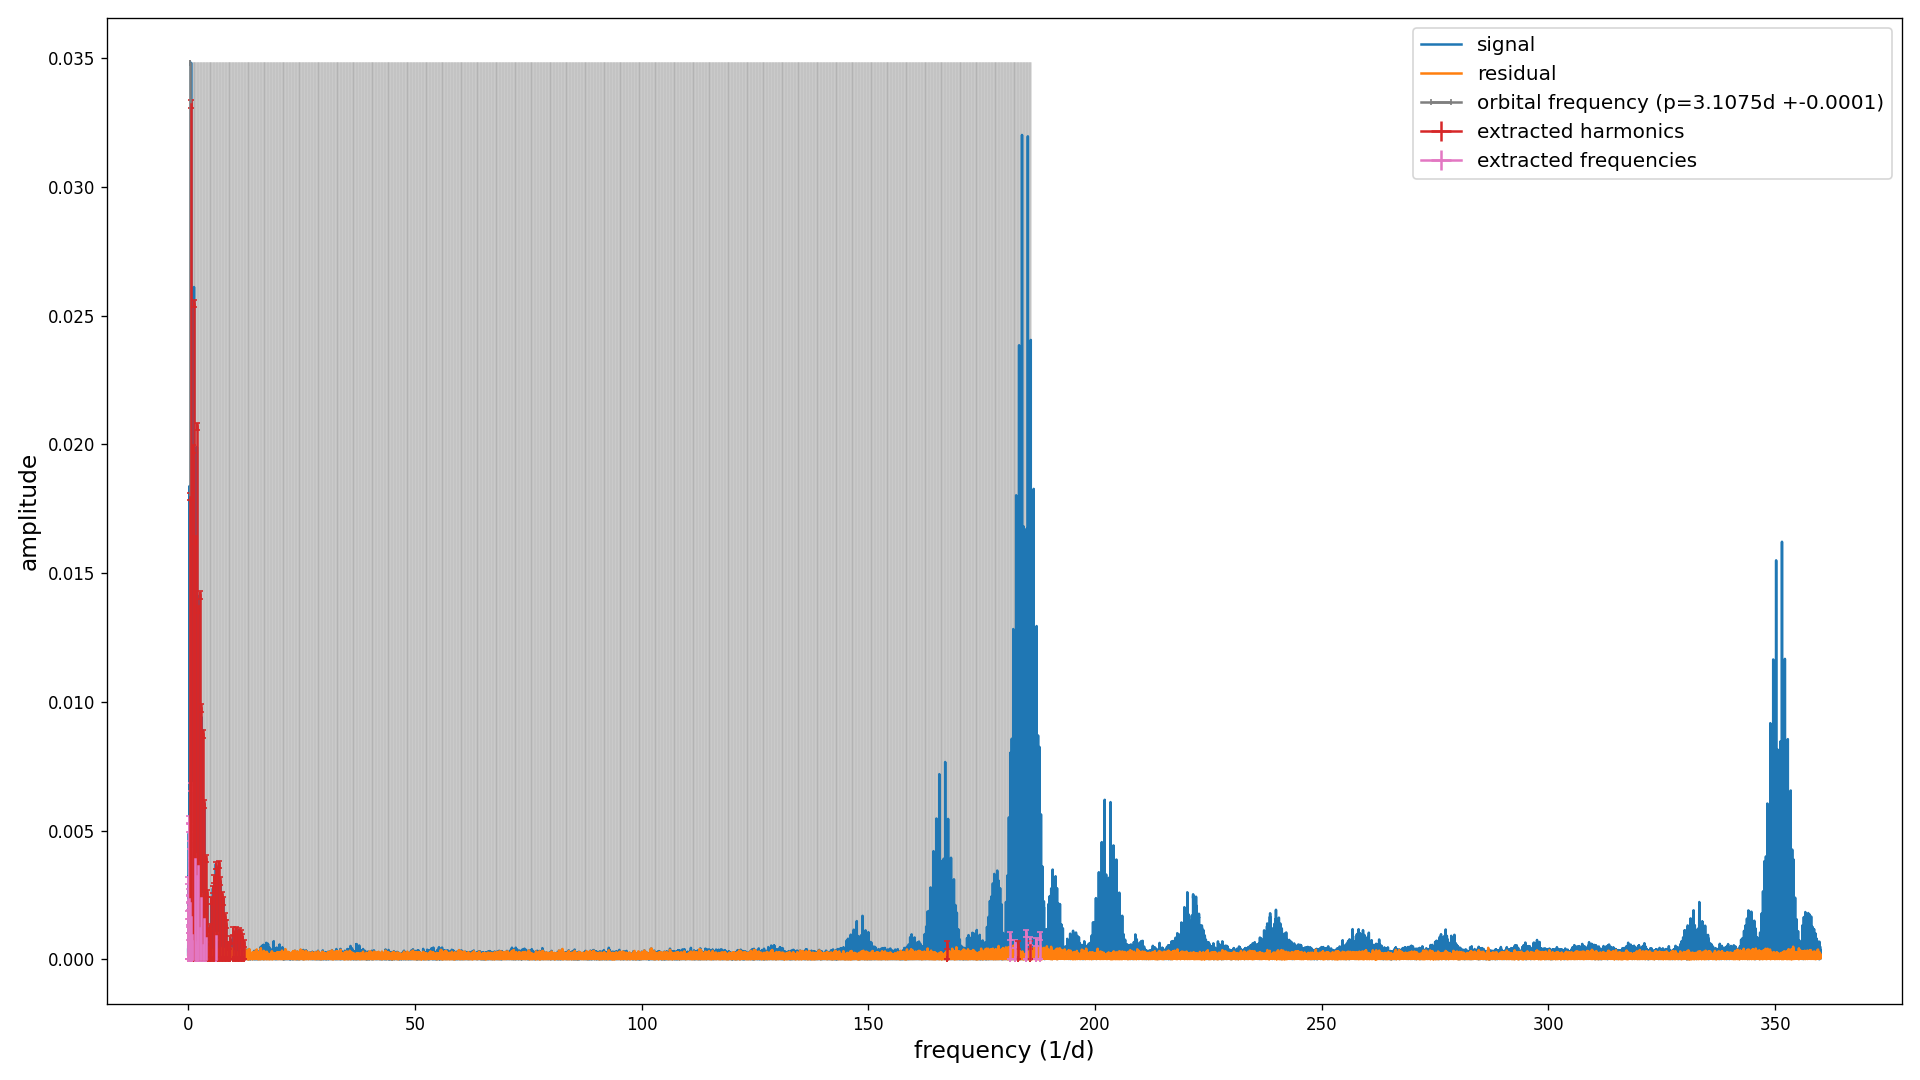 signal
residual
orbital frequency (p=3.1075d +-0.0001)
extracted harmonics
extracted frequencies
amplitude
0.035
0.030
0.025
0.020
0.015
0.010
0.005
0.000
0 50 100 150 200 250 300 350
frequency (1/d)